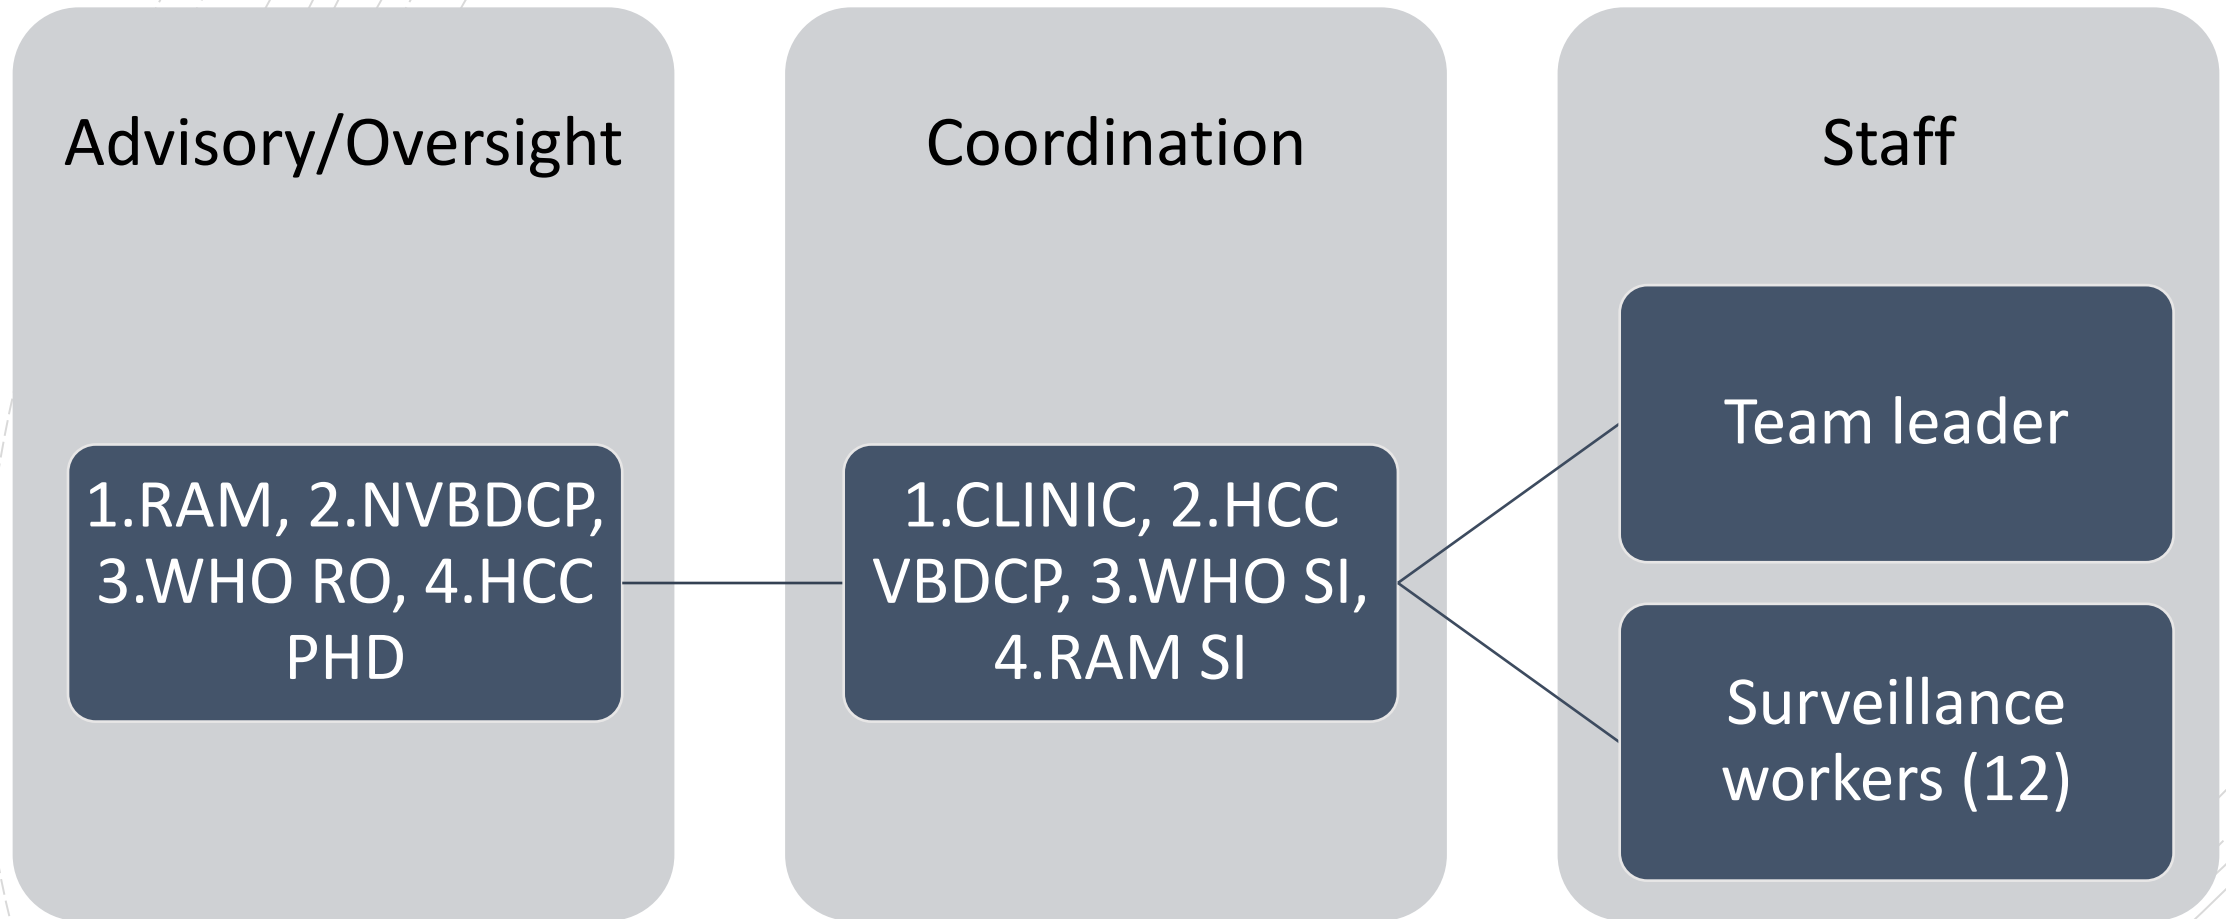 Advisory/Oversight
1.RAM, 2.NVBDCP,
3.WHO RO, 4.HCC
PHD
Coordination
1.CLINIC, 2.HCC
VBDCP, 3.WHO SI,
4.RAM SI
Staff
Team leader
Surveillance
workers (12)